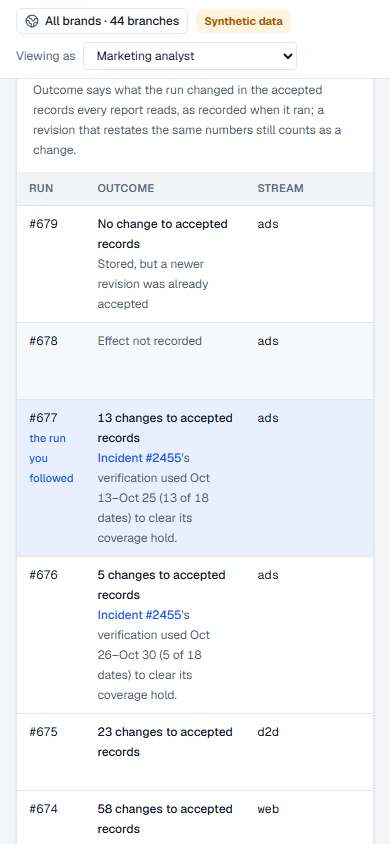 All brands · 44 branches
Synthetic data
Viewing as
Marketing analyst
Outcome says what the run changed in the accepted
records every report reads, as recorded when it ran; a
revision that restates the same numbers still counts as a
change.
RUN OUTCOME STREAM
#679 No change to accepted ads
records
Stored, but a newer
revision was already
accepted
#678 Effect not recorded ads
#677 13 changes to accepted ads
the run records
you Incident #2455's
followed verification used Oct
13–Oct 25 (13 of 18
dates) to clear its
coverage hold.
#676 5 changes to accepted ads
records
Incident #2455's
verification used Oct
26–Oct 30 (5 of 18
dates) to clear its
coverage hold.
#675 23 changes to accepted d2d
records
#674 58 changes to accepted web
records